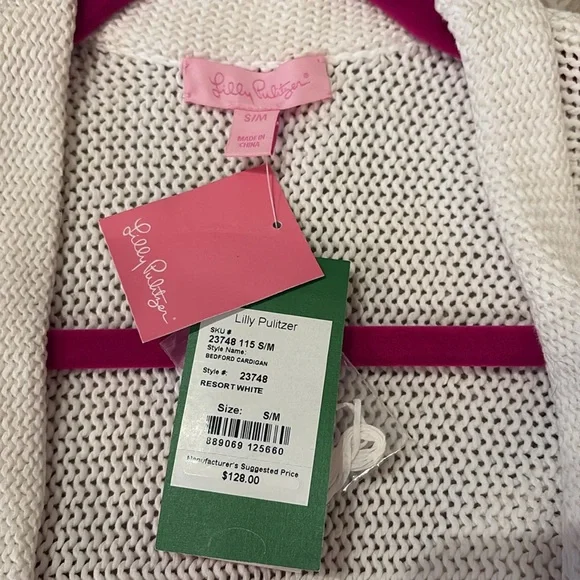 Lilly Pulitzer®
S/M
MADE IN
CHINA
Lilly Pulitzer®
Lilly Pulitzer
SKU #
23748 115 S/M
Style Name:
BEDFORD CARDIGAN
Style #: 23748
RESORT WHITE
Size: S/M
889069 125660
Manufacturer's Suggested Price
$128.00